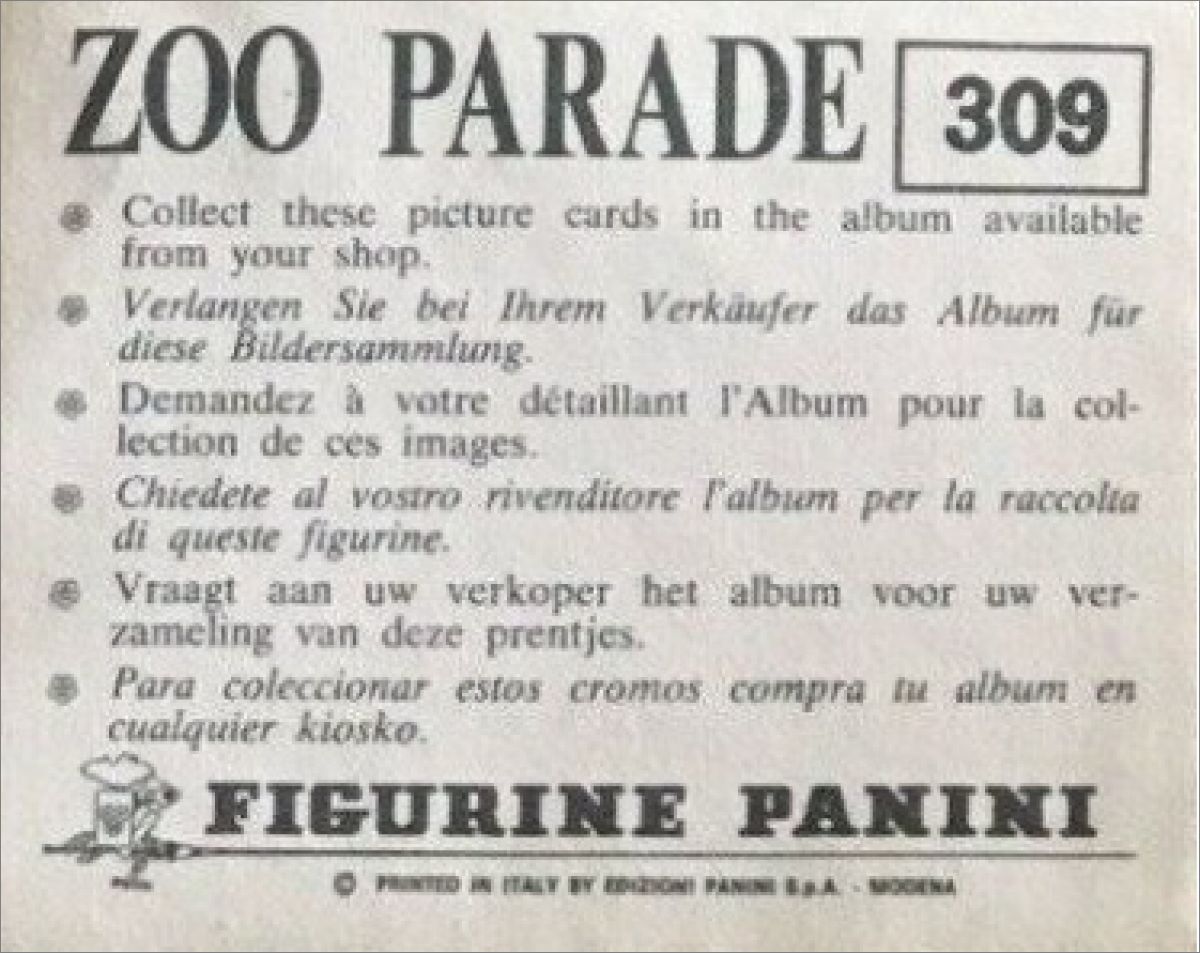 ZOO PARADE 309
Collect these picture cards in the album available
from your shop.
Verlangen Sie bei Ihrem Verkäufer das Album für
diese Bildersammlung.
Demandez à votre détaillant l'Album pour la col-
lection de ces images.
Chiedete al vostro rivenditore l'album per la raccolta
di queste figurine.
Vraagt aan uw verkoper het album voor uw ver-
zameling van deze prentjes.
Para coleccionar estos cromos compra tu album en
cualquier kiosko.
FIGURINE PANINI
© PRINTED IN ITALY BY EDIZIONI PANINI S.p.A. - MODENA